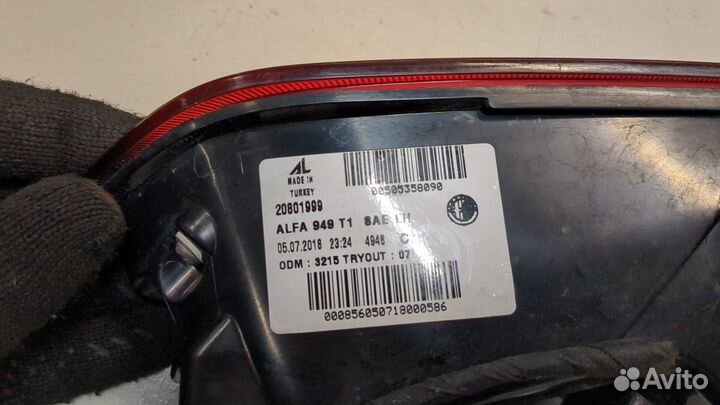 AL
MADE IN
TURKEY
00505358090
20801999
ALFA 949 T1 SAE LH
05.07.2018 23:24 4948 C
ODM : 3215 TRYOUT : 07
000856050718000586
Avito